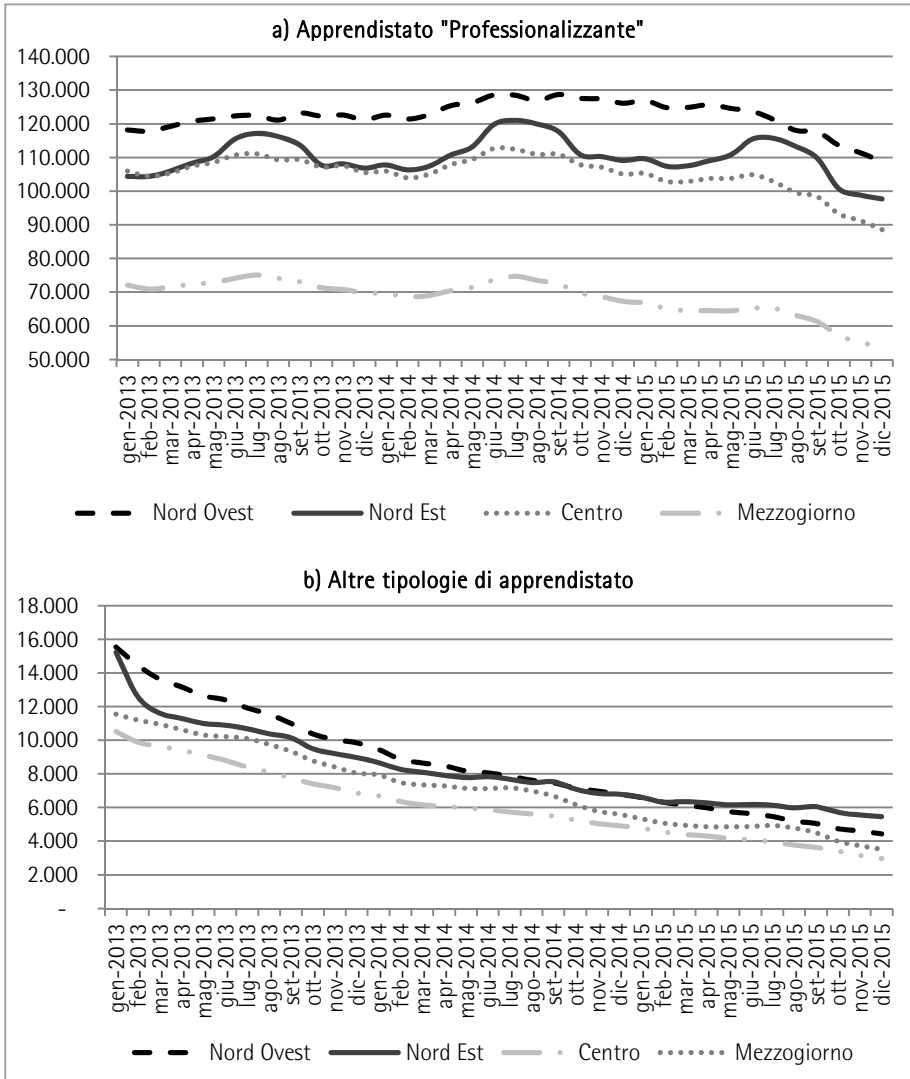 a) Apprendistato "Professionalizzante"
140.000
130.000
120.000
110.000
100.000
90.000
80.000
70.000
60.000
50.000
gen-2013
feb-2013
mar-2013
apr-2013
mag-2013
giu-2013
lug-2013
ago-2013
set-2013
ott-2013
nov-2013
dic-2013
gen-2014
feb-2014
mar-2014
apr-2014
mag-2014
giu-2014
lug-2014
ago-2014
set-2014
ott-2014
nov-2014
dic-2014
gen-2015
feb-2015
mar-2015
apr-2015
mag-2015
giu-2015
lug-2015
ago-2015
set-2015
ott-2015
nov-2015
dic-2015
Nord Ovest Nord Est Centro Mezzogiorno
b) Altre tipologie di apprendistato
18.000
16.000
14.000
12.000
10.000
8.000
6.000
4.000
2.000
-
gen-2013
feb-2013
mar-2013
apr-2013
mag-2013
giu-2013
lug-2013
ago-2013
set-2013
ott-2013
nov-2013
dic-2013
gen-2014
feb-2014
mar-2014
apr-2014
mag-2014
giu-2014
lug-2014
ago-2014
set-2014
ott-2014
nov-2014
dic-2014
gen-2015
feb-2015
mar-2015
apr-2015
mag-2015
giu-2015
lug-2015
ago-2015
set-2015
ott-2015
nov-2015
dic-2015
Nord Ovest Nord Est Centro Mezzogiorno